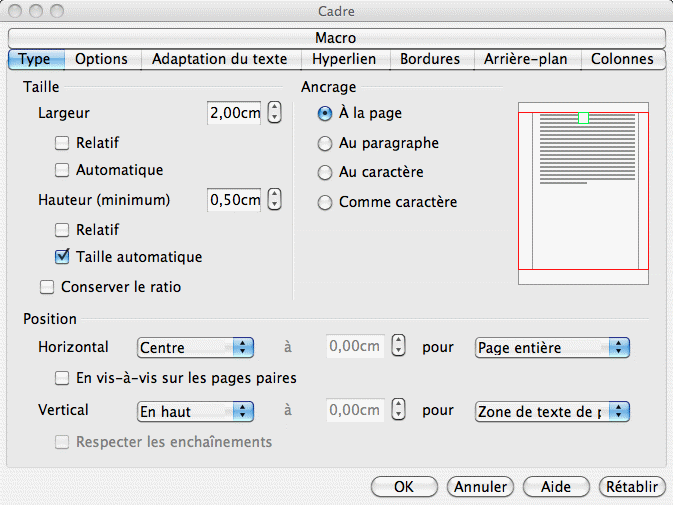 Cadre
Macro
Type Options Adaptation du texte Hyperlien Bordures Arrière-plan Colonnes
Taille Ancrage
Largeur 2,00cm À la page
Relatif Au paragraphe
Automatique Au caractère
Hauteur (minimum) 0,50cm Comme caractère
Relatif
Taille automatique
Conserver le ratio
Position
Horizontal Centre à 0,00cm pour Page entière
En vis-à-vis sur les pages paires
Vertical En haut à 0,00cm pour Zone de texte de p
Respecter les enchaînements
OK Annuler Aide Rétablir